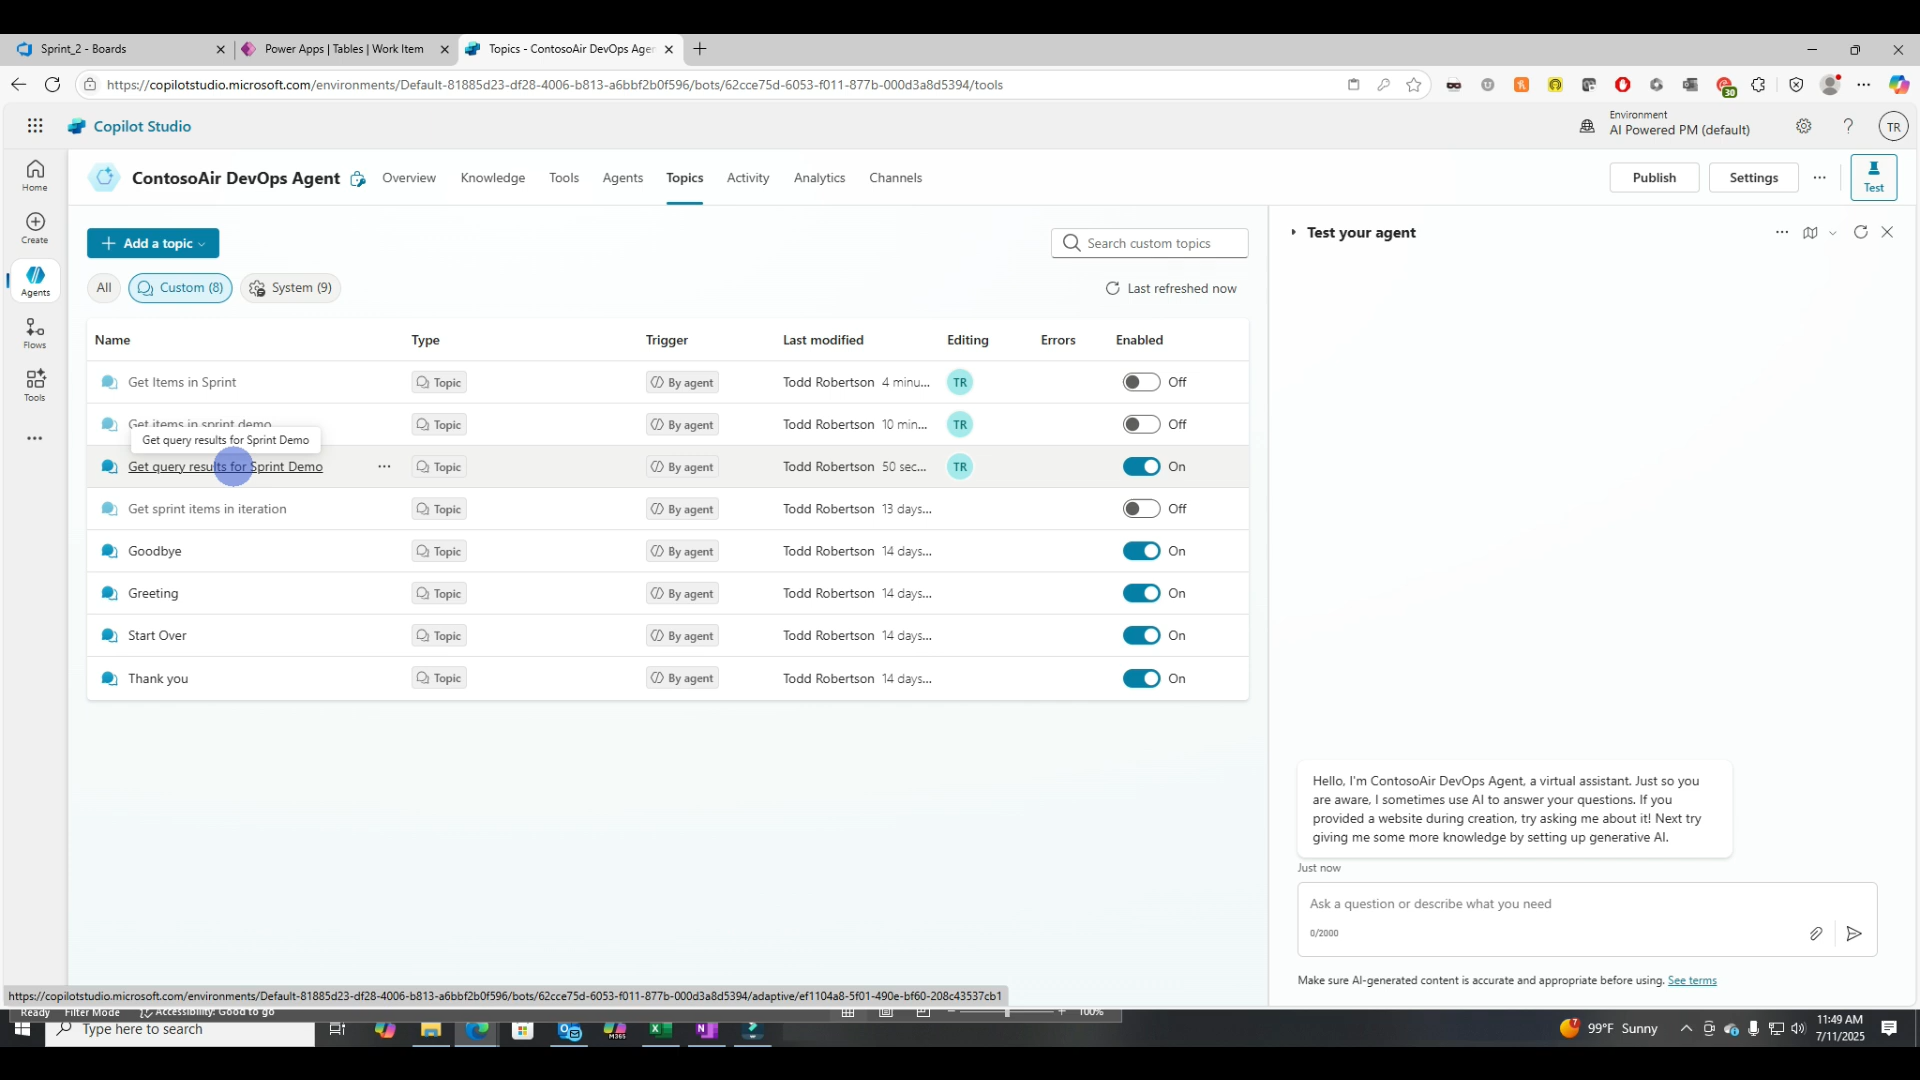 Sprint_2 - Boards
Power Apps | Tables | Work Item
Topics - ContosoAir DevOps Agen
https://copilotstudio.microsoft.com/environments/Default-81885d23-df28-4006-b813-a6bbf2b0f596/bots/62cce75d-6053-f011-877b-000d3a8d5394/tools
30
Copilot Studio
Environment
AI Powered PM (default)
?
TR
Home
Create
Agents
Flows
Tools
ContosoAir DevOps Agent
Overview
Knowledge
Tools
Agents
Topics
Activity
Analytics
Channels
Publish
Settings
Test
Add a topic
Search custom topics
All
Custom (8)
System (9)
Last refreshed now
Name
Type
Trigger
Last modified
Editing
Errors
Enabled
Get Items in Sprint
Topic
By agent
Todd Robertson 4 minu...
TR
Off
Get items in sprint demo
Topic
By agent
Todd Robertson 10 min...
TR
Off
Get query results for Sprint Demo
Get query results for Sprint Demo
Topic
By agent
Todd Robertson 50 sec...
TR
On
Get sprint items in iteration
Topic
By agent
Todd Robertson 13 days...
Off
Goodbye
Topic
By agent
Todd Robertson 14 days...
On
Greeting
Topic
By agent
Todd Robertson 14 days...
On
Start Over
Topic
By agent
Todd Robertson 14 days...
On
Thank you
Topic
By agent
Todd Robertson 14 days...
On
Test your agent
Hello, I'm ContosoAir DevOps Agent, a virtual assistant. Just so you
are aware, I sometimes use AI to answer your questions. If you
provided a website during creation, try asking me about it! Next try
giving me some more knowledge by setting up generative AI.
Just now
Ask a question or describe what you need
0/2000
Make sure AI-generated content is accurate and appropriate before using. See terms
https://copilotstudio.microsoft.com/environments/Default-81885d23-df28-4006-b813-a6bbf2b0f596/bots/62cce75d-6053-f011-877b-000d3a8d5394/adaptive/ef1104a8-5f01-490e-bf60-208c43537cb1
Ready
Filter Mode
Accessibility: Good to go
100%
Type here to search
M365
99°F Sunny
11:49 AM
7/11/2025